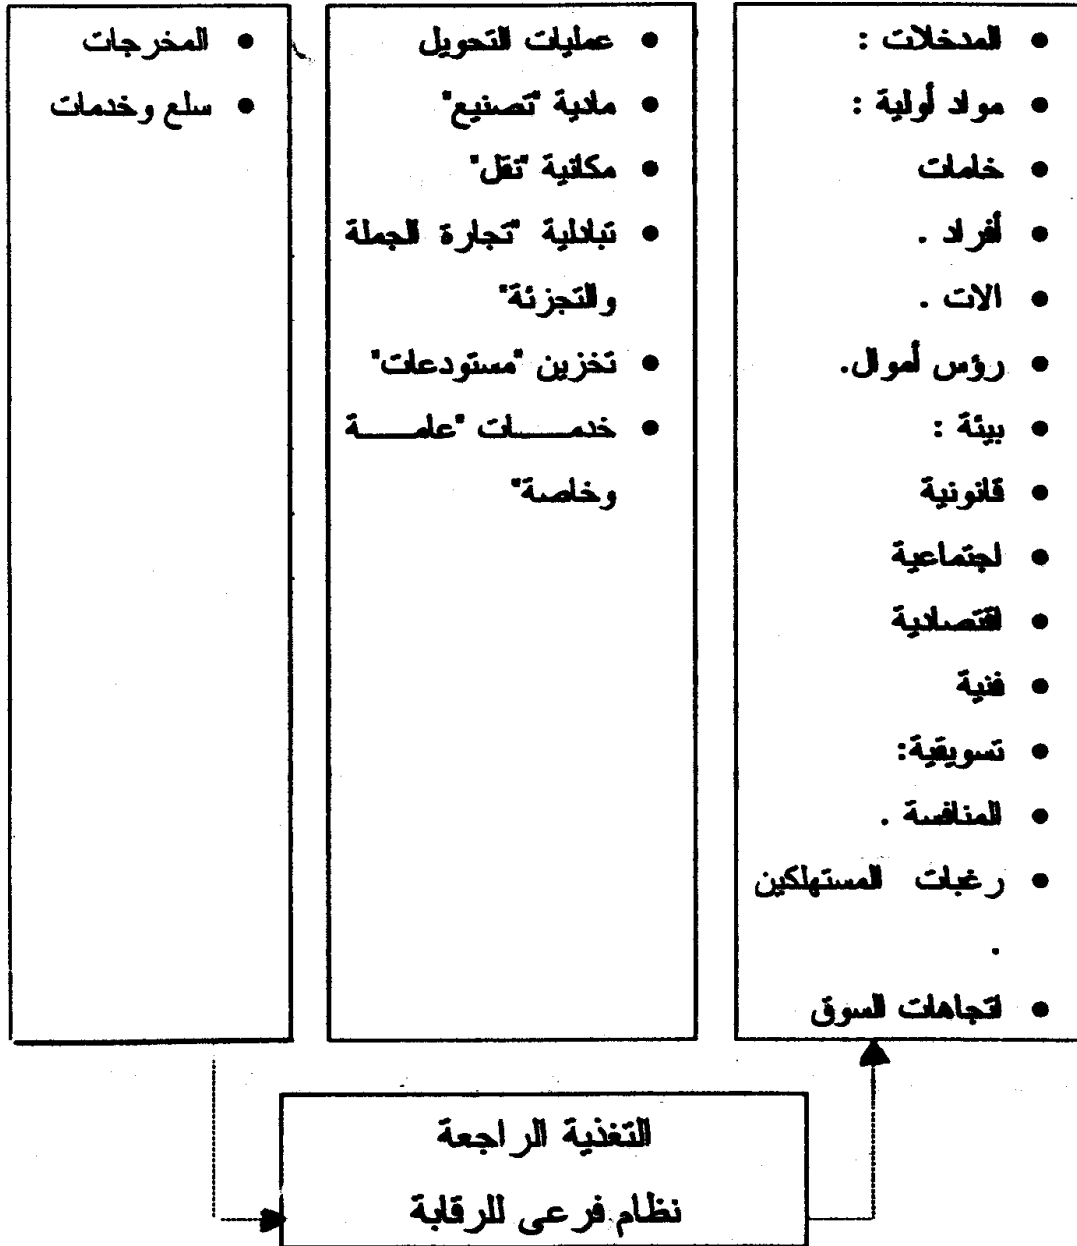 • المدخلات :
• مواد أولية :
• خامات
• أفراد .
• الات .
• رؤس أموال.
• بيئة :
• قانونية
• اجتماعية
• اقتصادية
• فنية
• تسويقية:
• المنافسة .
• رغبات المستهلكين
.
• اتجاهات السوق
• عمليات التحويل
• مادية "تصنيع"
• مكانية "نقل"
• تبادلية "تجارة الجملة
والتجزئة"
• تخزين "مستودعات"
• خدمـــــات "عامـــــة
وخاصة"
• المخرجات
• سلع وخدمات
التغذية الراجعة
نظام فرعى للرقابة